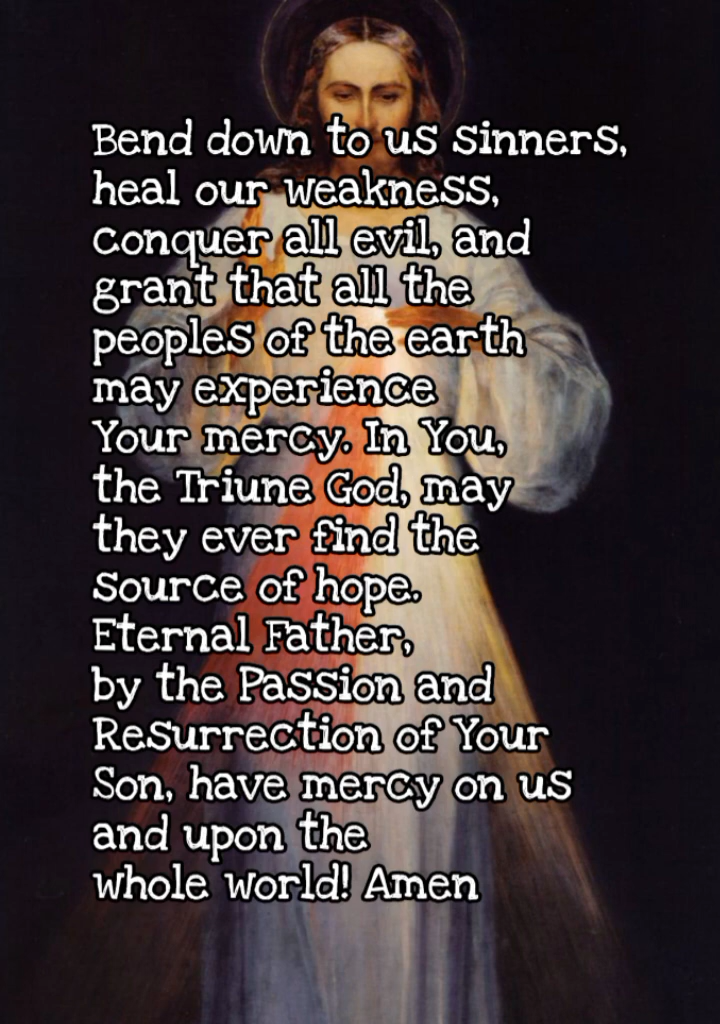 Bend down to us sinners,
heal our weakness,
conquer all evil, and
grant that all the
peoples of the earth
may experience
Your mercy. In You,
the Triune God, may
they ever find the
source of hope.
Eternal Father,
by the Passion and
Resurrection of Your
Son, have mercy on us
and upon the
whole world! Amen